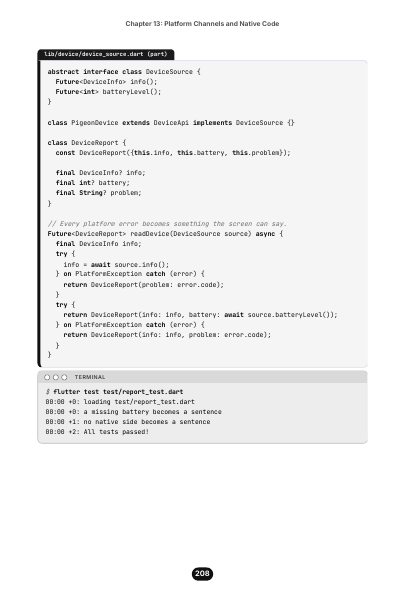 Chapter 13: Platform Channels and Native Code
lib/device/device_source.dart (part)
abstract interface class DeviceSource {
  Future<DeviceInfo> info();
  Future<int> batteryLevel();
}

class PigeonDevice extends DeviceApi implements DeviceSource {}

class DeviceReport {
  const DeviceReport({this.info, this.battery, this.problem});

  final DeviceInfo? info;
  final int? battery;
  final String? problem;
}

// Every platform error becomes something the screen can say.
Future<DeviceReport> readDevice(DeviceSource source) async {
  final DeviceInfo info;
  try {
    info = await source.info();
  } on PlatformException catch (error) {
    return DeviceReport(problem: error.code);
  }
  try {
    return DeviceReport(info: info, battery: await source.batteryLevel());
  } on PlatformException catch (error) {
    return DeviceReport(info: info, problem: error.code);
  }
}
TERMINAL
$ flutter test test/report_test.dart
00:00 +0: loading test/report_test.dart
00:00 +0: a missing battery becomes a sentence
00:00 +1: no native side becomes a sentence
00:00 +2: All tests passed!
208